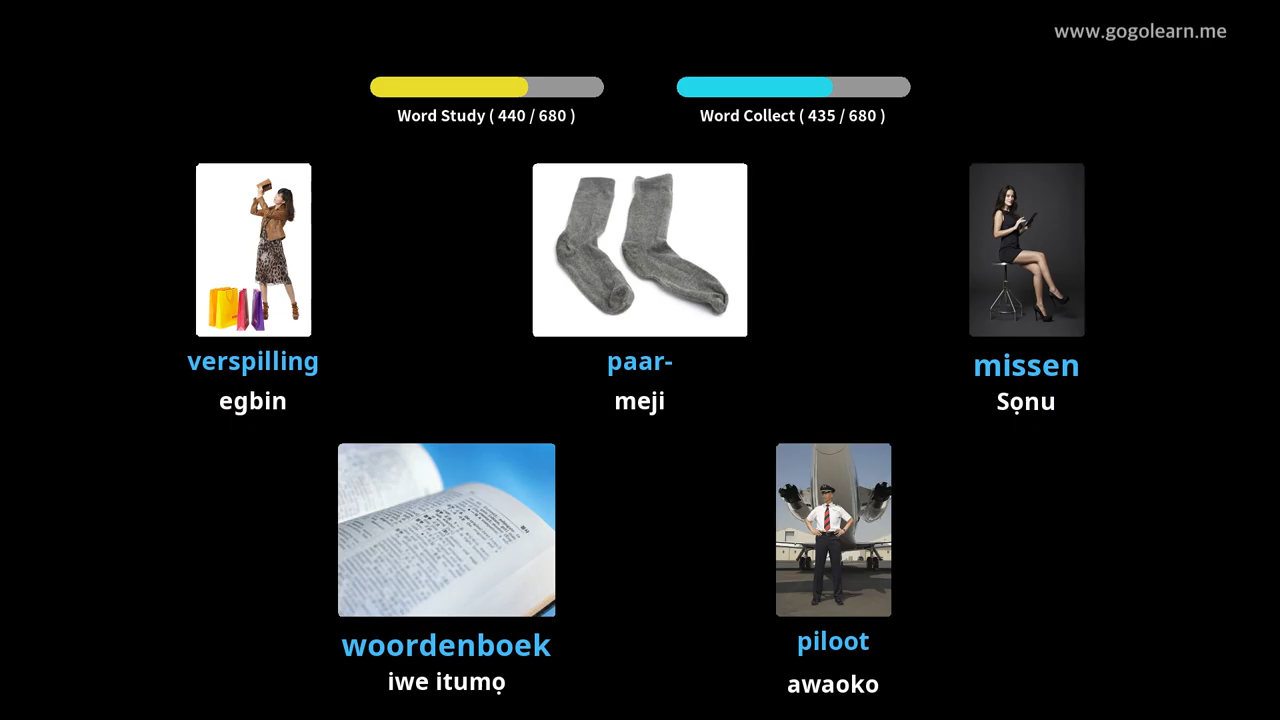 www.gogolearn.me
Word Study ( 440 / 680 )
Word Collect ( 435 / 680 )
verspilling
egbin
paar-
meji
missen
Sọnu
woordenboek
iwe itumọ
piloot
awaoko